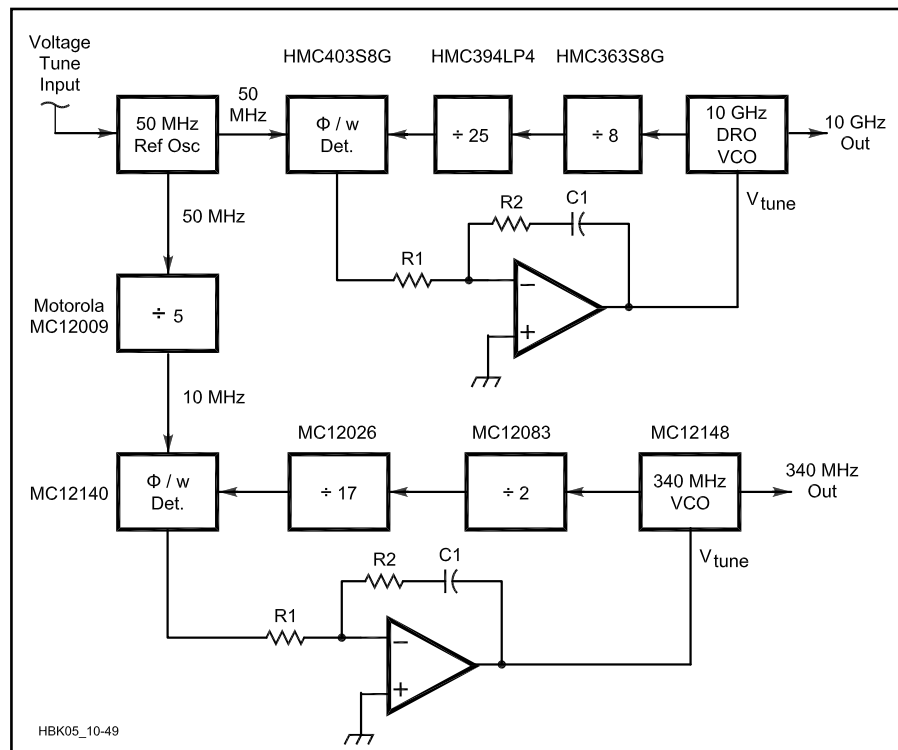 Voltage
Tune
Input
HMC403S8G
HMC394LP4
HMC363S8G
50 MHz
Ref Osc
50
MHz
Φ / w
Det.
÷ 25
÷ 8
10 GHz
DRO
VCO
10 GHz
Out
50 MHz
R1
R2
C1
Vtune
−
+
Motorola
MC12009
÷ 5
10 MHz
MC12140
Φ / w
Det.
MC12026
÷ 17
MC12083
÷ 2
MC12148
340 MHz
VCO
340 MHz
Out
R1
R2
C1
Vtune
−
+
HBK05_10-49